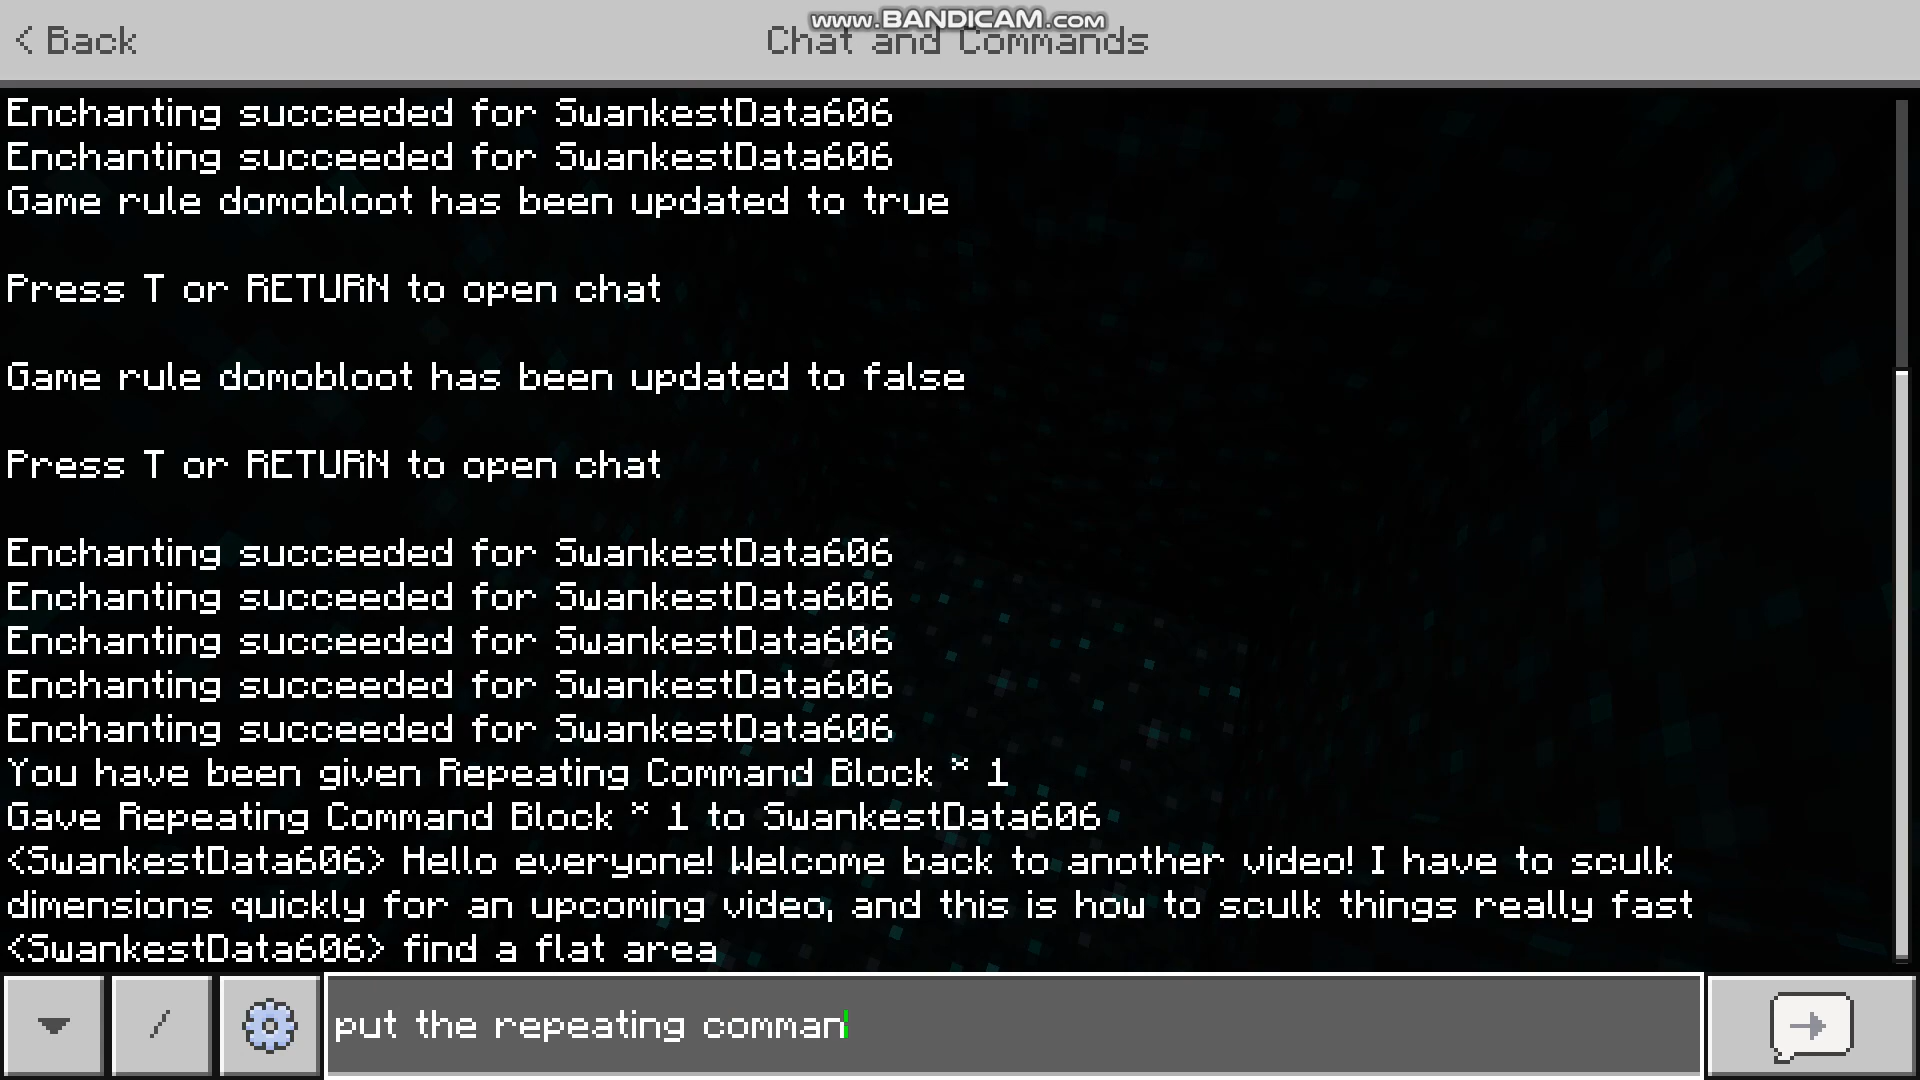 www.BANDICAM.com
< Back
Chat and Commands
Enchanting succeeded for SwankestData606
Enchanting succeeded for SwankestData606
Game rule domobloot has been updated to true
Press T or RETURN to open chat
Game rule domobloot has been updated to false
Press T or RETURN to open chat
Enchanting succeeded for SwankestData606
Enchanting succeeded for SwankestData606
Enchanting succeeded for SwankestData606
Enchanting succeeded for SwankestData606
Enchanting succeeded for SwankestData606
You have been given Repeating Command Block * 1
Gave Repeating Command Block * 1 to SwankestData606
<SwankestData606> Hello everyone! Welcome back to another video! I have to sculk
dimensions quickly for an upcoming video, and this is how to sculk things really fast
<SwankestData606> find a flat area
/
put the repeating comman